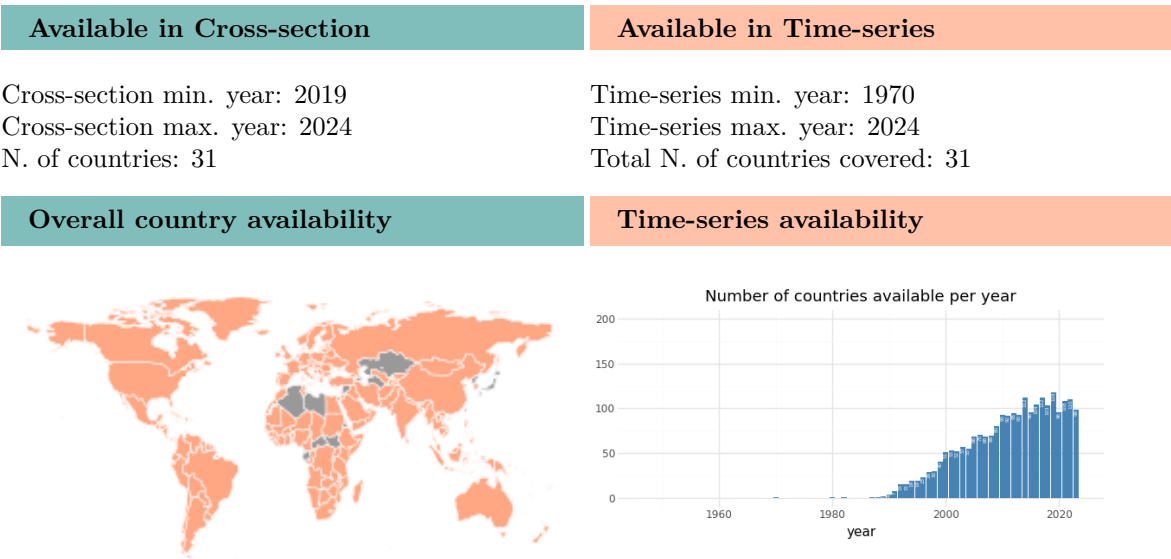 Available in Cross-section
Available in Time-series
Cross-section min. year: 2019
Cross-section max. year: 2024
N. of countries: 31
Time-series min. year: 1970
Time-series max. year: 2024
Total N. of countries covered: 31
Overall country availability
Time-series availability
Number of countries available per year
200
150
100
50
0
1960
1980
2000
2020
year